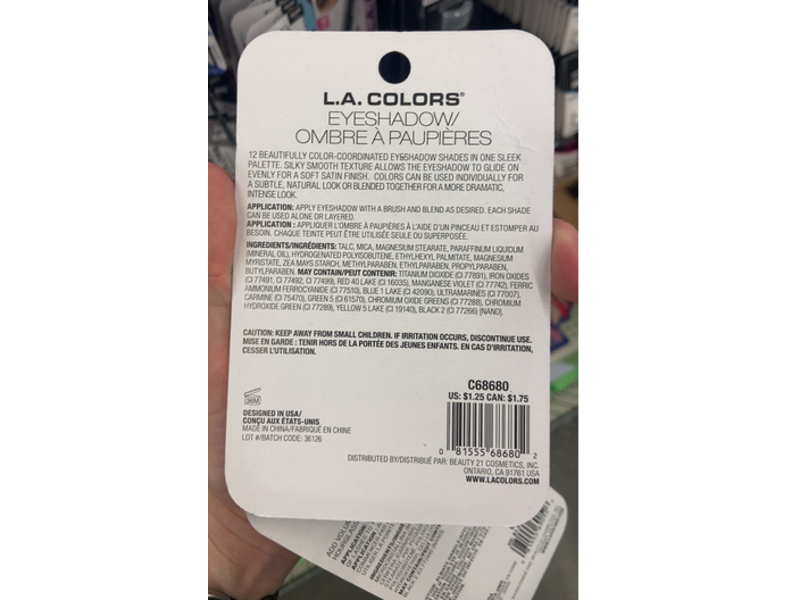 L.A. COLORS®
EYESHADOW/
OMBRE À PAUPIÈRES
12 BEAUTIFULLY COLOR-COORDINATED EYESHADOW SHADES IN ONE SLEEK
PALETTE. SILKY SMOOTH TEXTURE ALLOWS THE EYESHADOW TO GLIDE ON
EVENLY FOR A SOFT SATIN FINISH. COLORS CAN BE USED INDIVIDUALLY FOR
A SUBTLE, NATURAL LOOK OR BLENDED TOGETHER FOR A MORE DRAMATIC,
INTENSE LOOK.
APPLICATION: APPLY EYESHADOW WITH A BRUSH AND BLEND AS DESIRED. EACH SHADE
CAN BE USED ALONE OR LAYERED.
APPLICATION : APPLIQUER L'OMBRE À PAUPIÈRES À L'AIDE D'UN PINCEAU ET ESTOMPER AU
BESOIN. CHAQUE TEINTE PEUT ÊTRE UTILISÉE SEULE OU SUPERPOSÉE.
INGREDIENTS/INGRÉDIENTS: TALC, MICA, MAGNESIUM STEARATE, PARAFFINUM LIQUIDUM
(MINERAL OIL), HYDROGENATED POLYISOBUTENE, ETHYLHEXYL PALMITATE, MAGNESIUM
MYRISTATE, ZEA MAYS STARCH, METHYLPARABEN, ETHYLPARABEN, PROPYLPARABEN,
BUTYLPARABEN. MAY CONTAIN/PEUT CONTENIR: TITANIUM DIOXIDE (CI 77891), IRON OXIDES
(CI 77491, CI 77492, CI 77499), RED 40 LAKE (CI 16035), MANGANESE VIOLET (CI 77742), FERRIC
AMMONIUM FERROCYANIDE (CI 77510), BLUE 1 LAKE (CI 42090), ULTRAMARINES (CI 77007),
CARMINE (CI 75470), GREEN 5 (CI 61570), CHROMIUM OXIDE GREENS (CI 77288), CHROMIUM
HYDROXIDE GREEN (CI 77289), YELLOW 5 LAKE (CI 19140), BLACK 2 (CI 77266) [NANO].
CAUTION: KEEP AWAY FROM SMALL CHILDREN. IF IRRITATION OCCURS, DISCONTINUE USE.
MISE EN GARDE : TENIR HORS DE LA PORTÉE DES JEUNES ENFANTS. EN CAS D'IRRITATION,
CESSER L'UTILISATION.
C68680
US: $1.25 CAN: $1.75
36M
DESIGNED IN USA/
CONÇU AUX ÉTATS-UNIS
MADE IN CHINA/FABRIQUÉ EN CHINE
LOT #/BATCH CODE: 36126
0 81555 68680 2
DISTRIBUTED BY/DISTRIBUÉ PAR: BEAUTY 21 COSMETICS, INC.
ONTARIO, CA 91761 USA
WWW.LACOLORS.COM